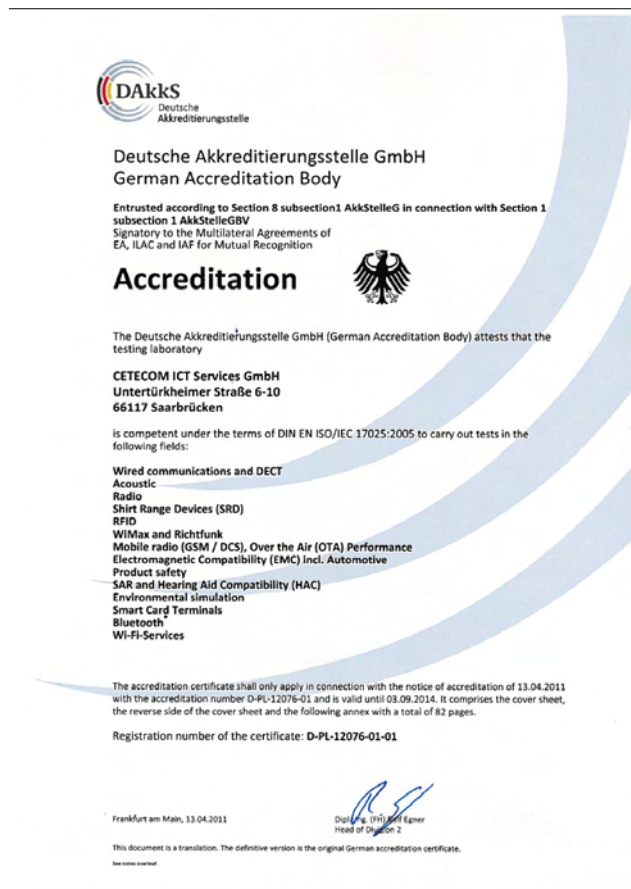 DAkkS
Deutsche
Akkreditierungsstelle
Deutsche Akkreditierungsstelle GmbH
German Accreditation Body
Entrusted according to Section 8 subsection1 AkkStelleG in connection with Section 1
subsection 1 AkkStelleGBV
Signatory to the Multilateral Agreements of
EA, ILAC and IAF for Mutual Recognition
Accreditation
The Deutsche Akkreditierungsstelle GmbH (German Accreditation Body) attests that the
testing laboratory
CETECOM ICT Services GmbH
Untertürkheimer Straße 6-10
66117 Saarbrücken
is competent under the terms of DIN EN ISO/IEC 17025:2005 to carry out tests in the
following fields:
Wired communications and DECT
Acoustic
Radio
Shirt Range Devices (SRD)
RFID
WiMax and Richtfunk
Mobile radio (GSM / DCS), Over the Air (OTA) Performance
Electromagnetic Compatibility (EMC) incl. Automotive
Product safety
SAR and Hearing Aid Compatibility (HAC)
Environmental simulation
Smart Card Terminals
Bluetooth
Wi-Fi-Services
The accreditation certificate shall only apply in connection with the notice of accreditation of 13.04.2011
with the accreditation number D-PL-12076-01 and is valid until 03.09.2014. It comprises the cover sheet,
the reverse side of the cover sheet and the following annex with a total of 82 pages.
Registration number of the certificate: D-PL-12076-01-01
Frankfurt am Main, 13.04.2011
(FH) Egner
Head of Division 2
This document is a translation. The definitive version is the original German accreditation certificate.
See notes overleaf.